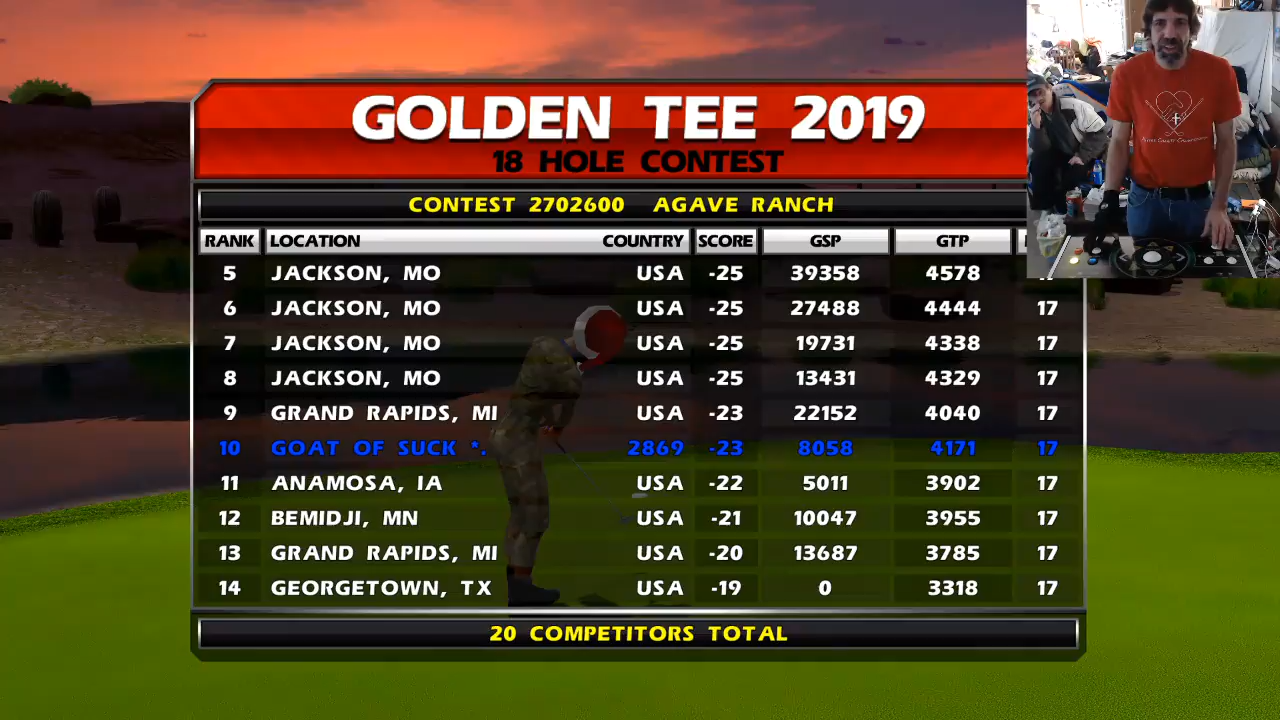 GOLDEN TEE 2019
18 HOLE CONTEST
CONTEST 2702600 AGAVE RANCH
RANK LOCATION COUNTRY SCORE GSP GTP
5 JACKSON, MO USA -25 39358 4578
6 JACKSON, MO USA -25 27488 4444 17
7 JACKSON, MO USA -25 19731 4338 17
8 JACKSON, MO USA -25 13431 4329 17
9 GRAND RAPIDS, MI USA -23 22152 4040 17
10 GOAT OF SUCK *. 2869 -23 8058 4171 17
11 ANAMOSA, IA USA -22 5011 3902 17
12 BEMIDJI, MN USA -21 10047 3955 17
13 GRAND RAPIDS, MI USA -20 13687 3785 17
14 GEORGETOWN, TX USA -19 0 3318 17
20 COMPETITORS TOTAL